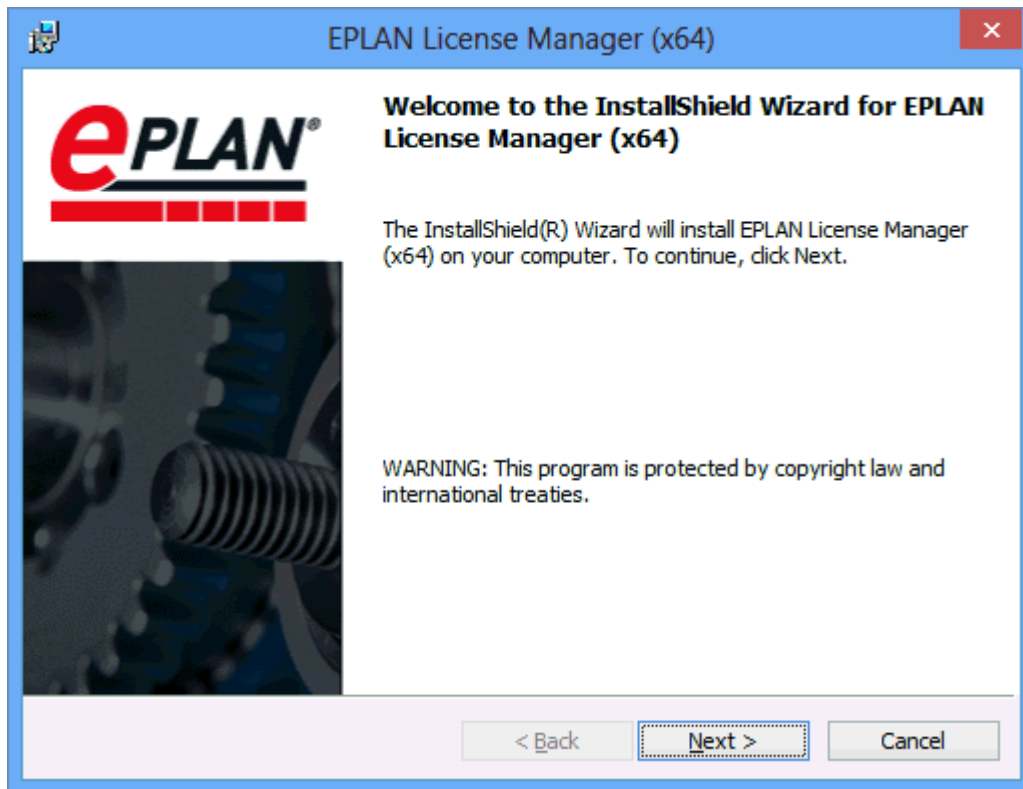 EPLAN License Manager (x64)
ePLAN®
Welcome to the InstallShield Wizard for EPLAN
License Manager (x64)
The InstallShield(R) Wizard will install EPLAN License Manager
(x64) on your computer. To continue, click Next.
WARNING: This program is protected by copyright law and
international treaties.
< Back
Next >
Cancel